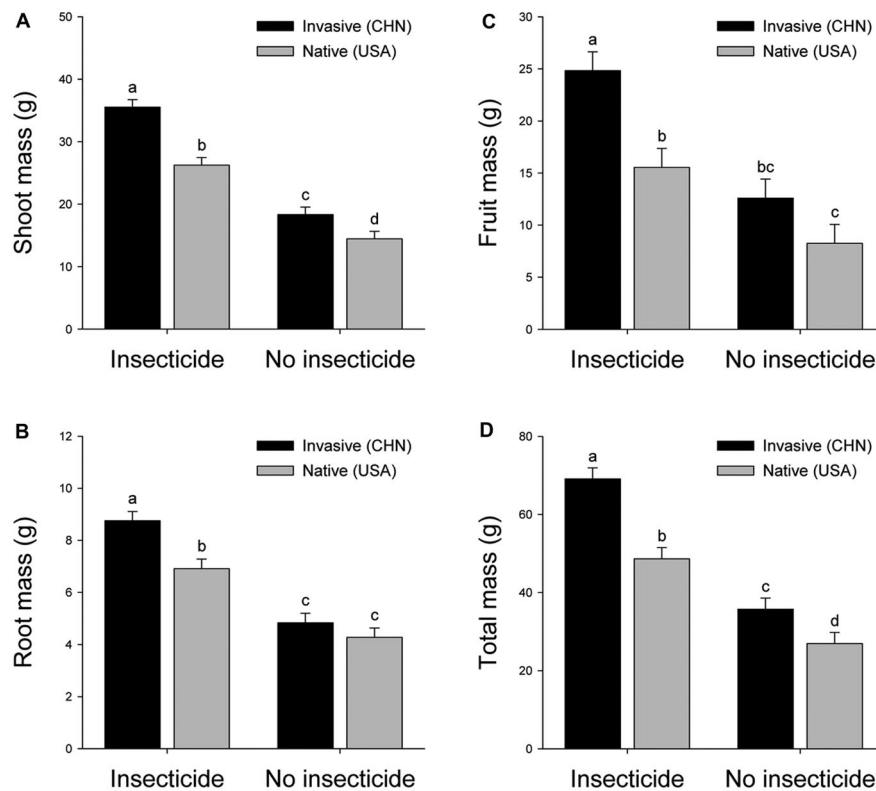 A
50
40
30
20
10
0
Shoot mass (g)
Invasive (CHN)
Native (USA)
a
b
c
d
Insecticide
No insecticide
C
30
25
20
15
10
5
0
Fruit mass (g)
Invasive (CHN)
Native (USA)
a
b
bc
c
Insecticide
No insecticide
B
12
10
8
6
4
2
0
Root mass (g)
Invasive (CHN)
Native (USA)
a
b
c
c
Insecticide
No insecticide
D
80
60
40
20
0
Total mass (g)
Invasive (CHN)
Native (USA)
a
b
c
d
Insecticide
No insecticide